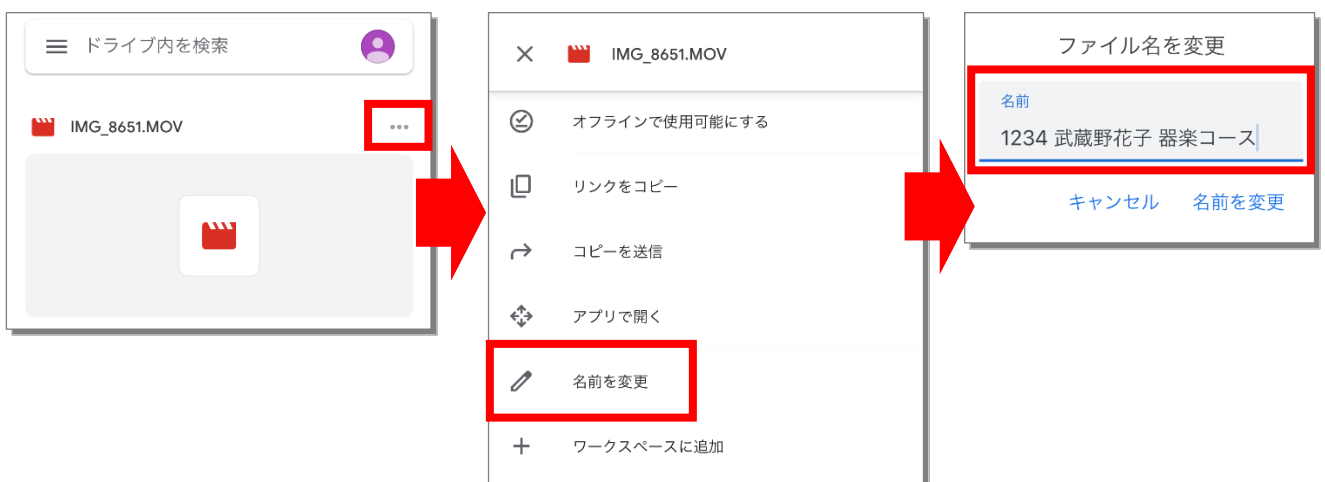 ドライブ内を検索
IMG_8651.MOV
IMG_8651.MOV
オフラインで使用可能にする
リンクをコピー
コピーを送信
アプリで開く
名前を変更
ワークスペースに追加
ファイル名を変更
名前
1234 武蔵野花子 器楽コース
キャンセル 名前を変更